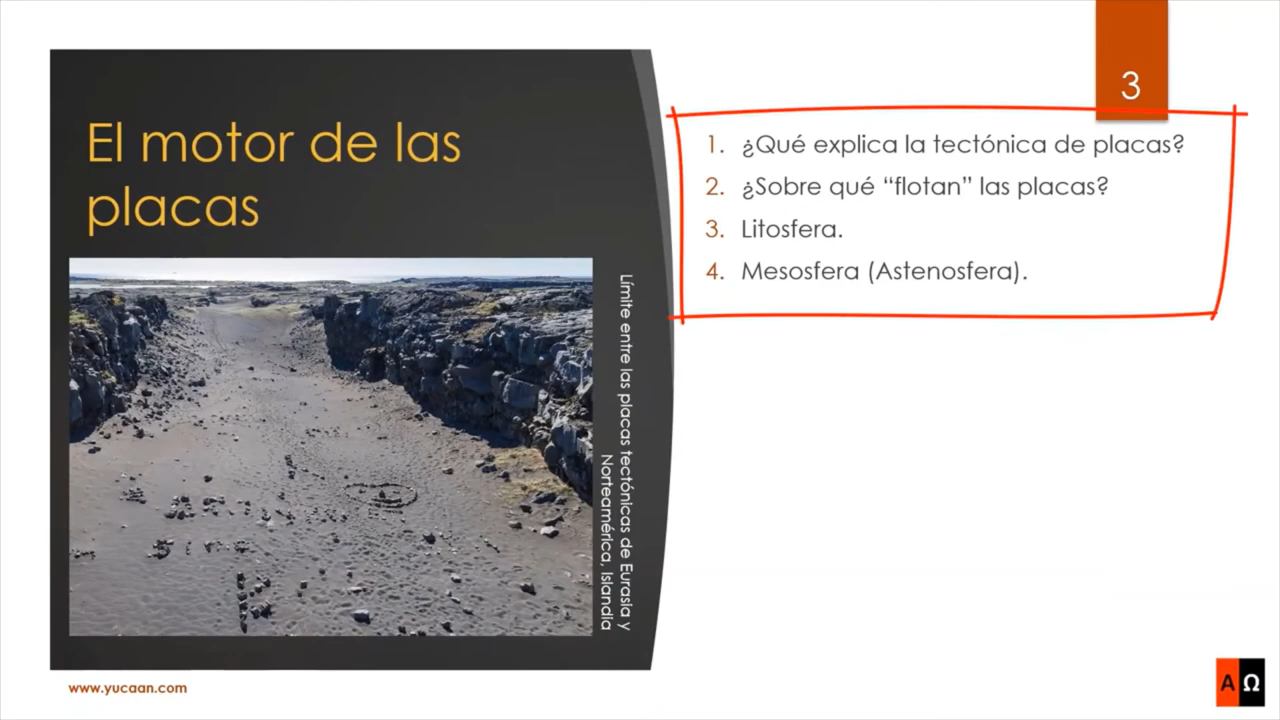 3
El motor de las
placas
1. ¿Qué explica la tectónica de placas?
2. ¿Sobre qué “flotan” las placas?
3. Litosfera.
4. Mesosfera (Astenosfera).
Límite entre las placas tectónicas de Eurasia y
Norteamérica, Islandia
www.yucaan.com
A Ω